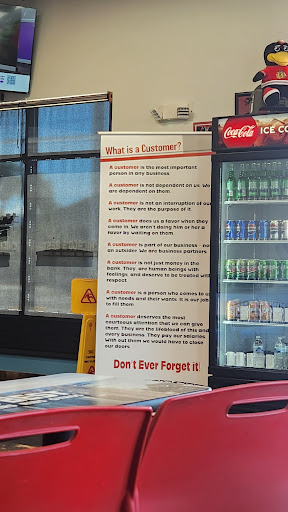 What is a Customer?
A customer is the most important
person in any business.
A customer is not dependent on us. We
are dependent on them.
A customer is not an interruption of our
work. They are the purpose of it.
A customer does us a favor when they
come in. We aren't doing him or her a
favor by waiting on them.
A customer is part of our business - not
an outsider. We are business partners.
A customer is not just money in the
bank. They are human beings with
feelings, and deserve to be treated with
respect.
A customer is a person who comes to us
with needs and their wants. It is our job
to fill them
A customer deserves the most
courteous attention that we can give
them. They are the lifeblood of this and
every business. They pay our salaries.
With out them we would have to close
our doors.
Don't Ever Forget it!
Coca-Cola
ICE CO